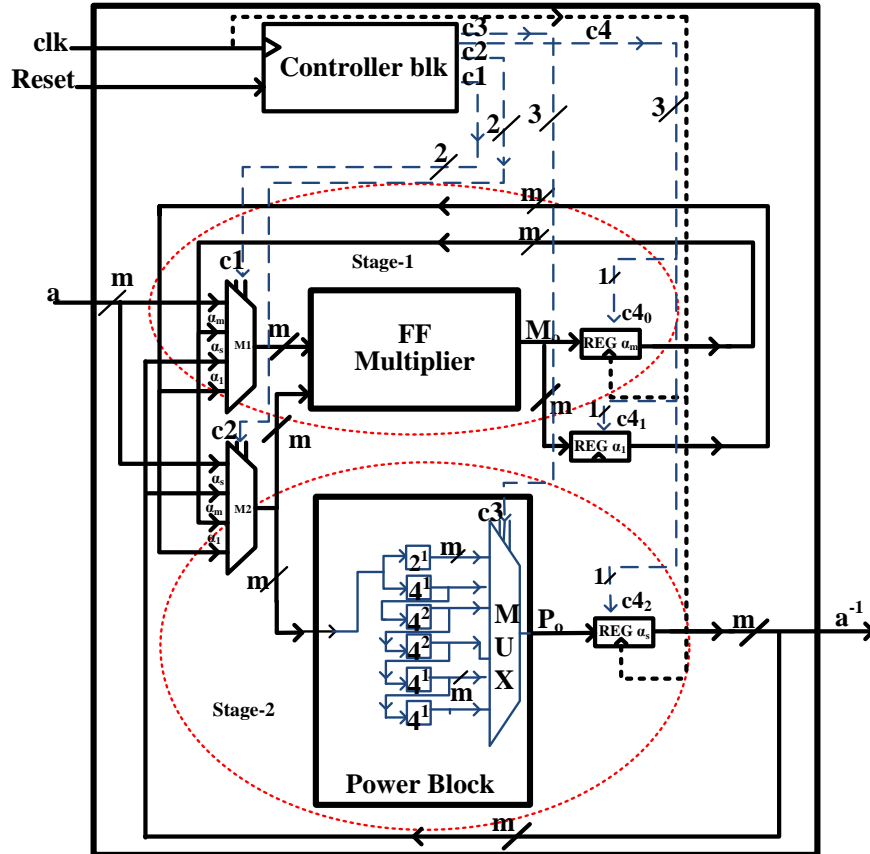 clk
Reset
Controller blk
c3
c2
c1
c4
2
2
3
3
m
m
Stage-1
a
m
c1
αm
αs
α1
M1
m
FF
Multiplier
Mo
1
c40
REG αm
m
1
c41
REG α1
c2
αs
αm
α1
M2
m
m
c3
2¹
m
4¹
4²
4²
4¹
m
4¹
M
U
X
Po
1
c42
REG αs
m
a⁻¹
Stage-2
Power Block
m